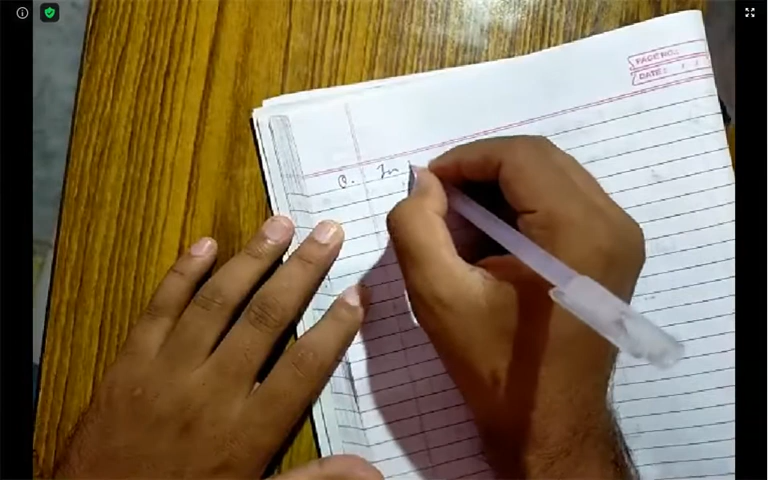 PAGE NO.:
DATE: / /
Q. In